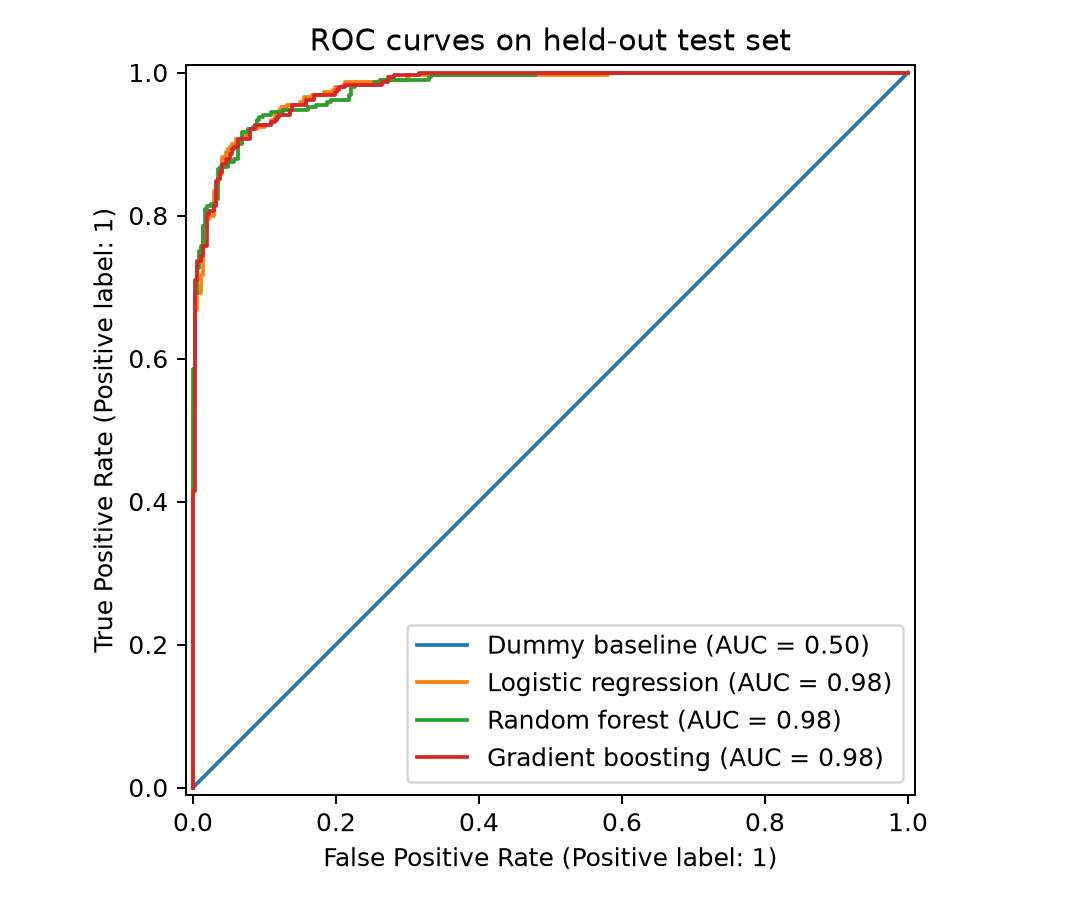 ROC curves on held-out test set
True Positive Rate (Positive label: 1)
1.0
0.8
0.6
0.4
0.2
0.0
Dummy baseline (AUC = 0.50)
Logistic regression (AUC = 0.98)
Random forest (AUC = 0.98)
Gradient boosting (AUC = 0.98)
0.0 0.2 0.4 0.6 0.8 1.0
False Positive Rate (Positive label: 1)